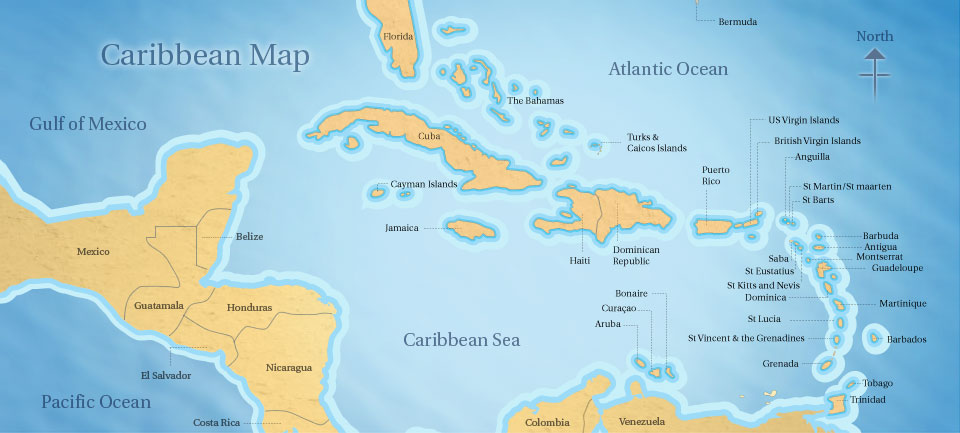 Bermuda
Florida
North
Caribbean Map
Atlantic Ocean
The Bahamas
Gulf of Mexico
US Virgin Islands
Cuba
Turks &
Caicos Islands
British Virgin Islands
Anguilla
Puerto
Rico
Cayman Islands
St Martin/St maarten
St Barts
Jamaica
Belize
Barbuda
Mexico
Antigua
Dominican
Republic
Haiti
Saba
Montserrat
St Eustatius
Guadeloupe
St Kitts and Nevis
Bonaire
Dominica
Guatamala
Honduras
Curaçao
Martinique
Aruba
St Lucia
Caribbean Sea
St Vincent & the Grenadines
Barbados
Nicaragua
Grenada
El Salvador
Tobago
Pacific Ocean
Trinidad
Costa Rica
Colombia
Venezuela